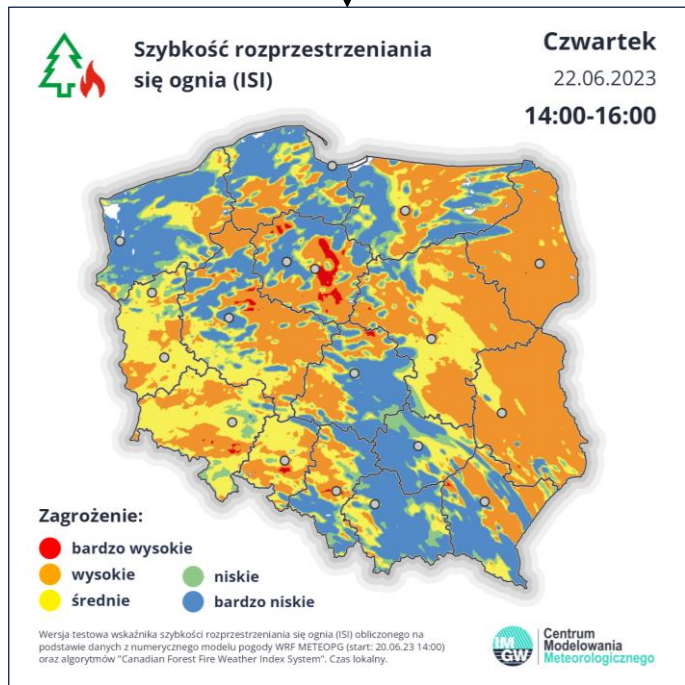 Szybkość rozprzestrzeniania
się ognia (ISI)
Czwartek
22.06.2023
14:00-16:00
Zagrożenie:
bardzo wysokie
wysokie
średnie
niskie
bardzo niskie
Wersja testowa wskaźnika szybkości rozprzestrzeniania się ognia (ISI) obliczonego na
podstawie danych z numerycznego modelu pogody WRF METEOPG (start: 20.06.23 14:00)
oraz algorytmów "Canadian Forest Fire Weather Index System". Czas lokalny.
IMGW
Centrum
Modelowania
Meteorologicznego